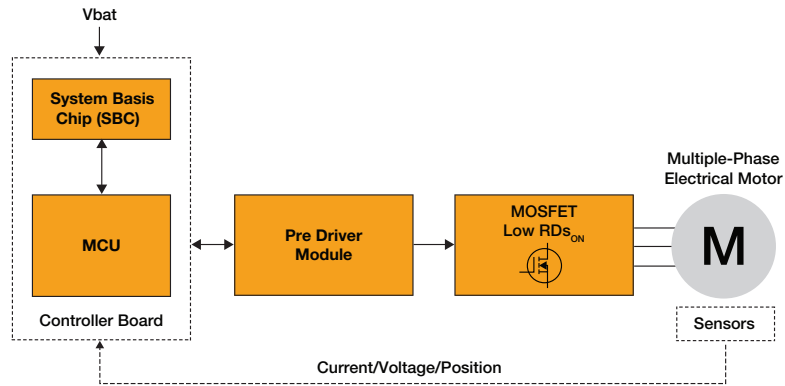 Vbat
System Basis
Chip (SBC)
MCU
Controller Board
Pre Driver
Module
MOSFET
Low RDsON
Multiple-Phase
Electrical Motor
M
Sensors
Current/Voltage/Position